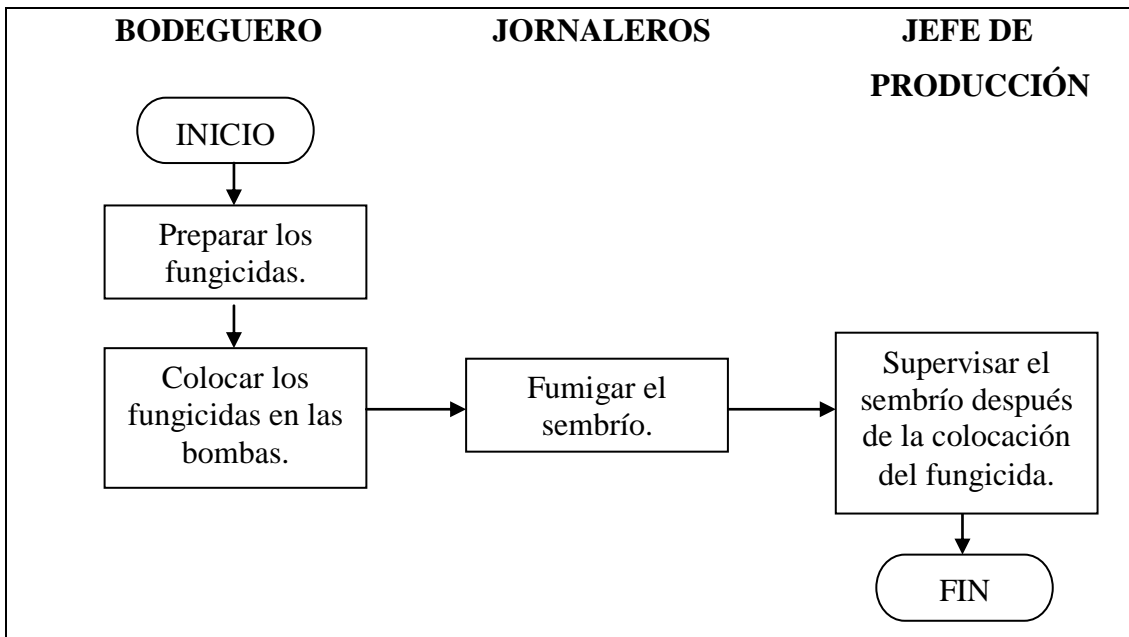 BODEGUERO
JORNALEROS
JEFE DE
PRODUCCIÓN
INICIO
Preparar los
fungicidas.
Colocar los
fungicidas en las
bombas.
Fumigar el
sembrío.
Supervisar el
sembrío después
de la colocación
del fungicida.
FIN